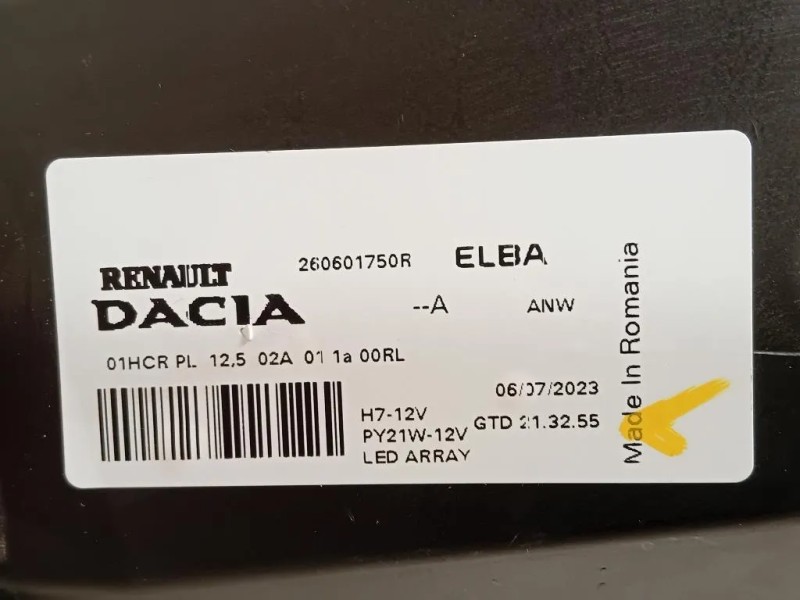 RENAULT 260601750R ELBA
DACIA --A ANW
01HCR PL 12,5 02A 01 1a 00RL
06/07/2023
H7-12V
PY21W-12V GTD 21.32.55
LED ARRAY
Made In Romania